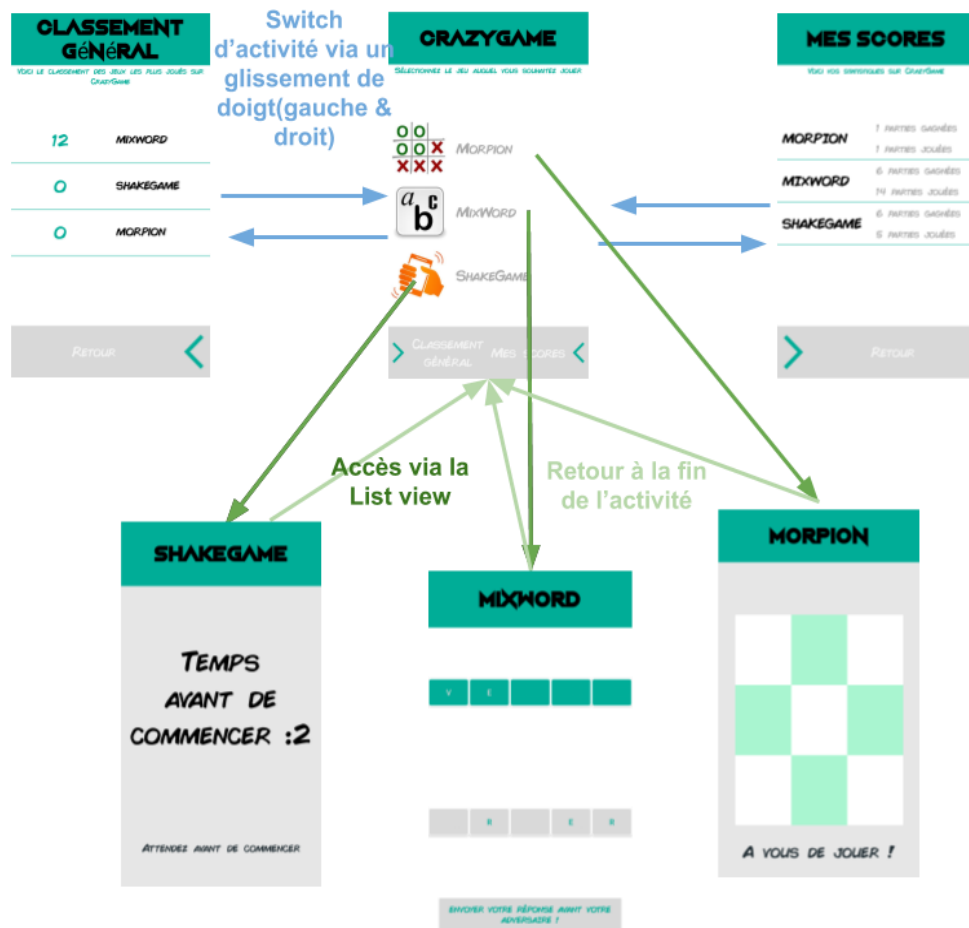 CLASSEMENT
GÉNÉRAL
VOICI LE CLASSEMENT DES JEUX LES PLUS JOUÉS SUR
CRAZYGAME
12 MIXWORD
0 SHAKEGAME
0 MORPION
RETOUR
Switch
d'activité via un
glissement de
doigt(gauche &
droit)
CRAZYGAME
SÉLECTIONNEZ LE JEU AUQUEL VOUS SOUHAITEZ JOUER
MORPION
a b c
MIXWORD
SHAKEGAME
CLASSEMENT
GÉNÉRAL
MES SCORES
MES SCORES
VOICI VOS STATISTIQUES SUR CRAZYGAME
MORPION
1 PARTIES GAGNÉES
1 PARTIES JOUÉES
MIXWORD
6 PARTIES GAGNÉES
14 PARTIES JOUÉES
SHAKEGAME
6 PARTIES GAGNÉES
6 PARTIES JOUÉES
RETOUR
Accès via la
List view
Retour à la fin
de l'activité
SHAKEGAME
TEMPS
AVANT DE
COMMENCER :2
ATTENDEZ AVANT DE COMMENCER
MIXWORD
V E
B E R
ENVOYER VOTRE RÉPONSE AVANT VOTRE
ADVERSAIRE !
MORPION
A VOUS DE JOUER !